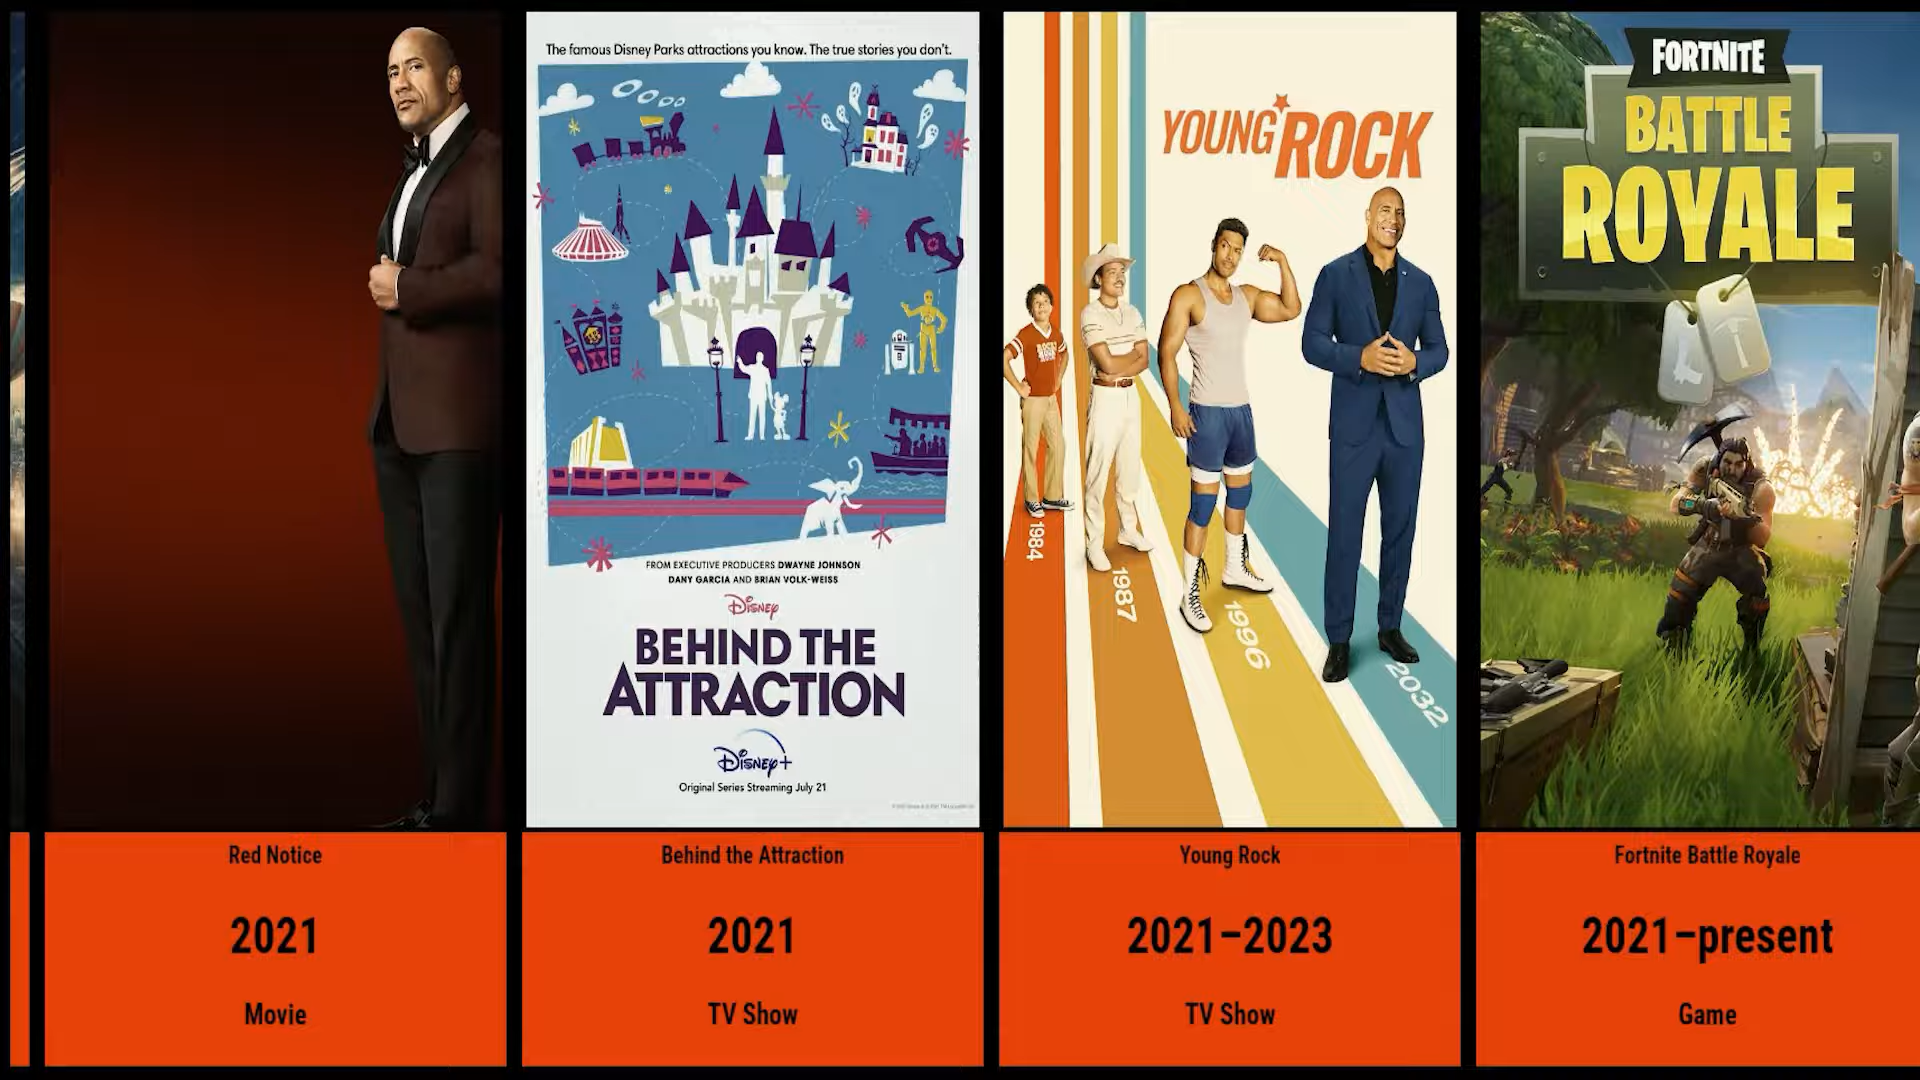 The famous Disney Parks attractions you know. The true stories you don't.
FROM EXECUTIVE PRODUCERS DWAYNE JOHNSON
DANY GARCIA AND BRIAN VOLK-WEISS
Disney
BEHIND THE
ATTRACTION
Disney+
Original Series Streaming July 21
YOUNG ROCK
1984
1987
1996
2032
FORTNITE
BATTLE
ROYALE
Red Notice
2021
Movie
Behind the Attraction
2021
TV Show
Young Rock
2021–2023
TV Show
Fortnite Battle Royale
2021–present
Game